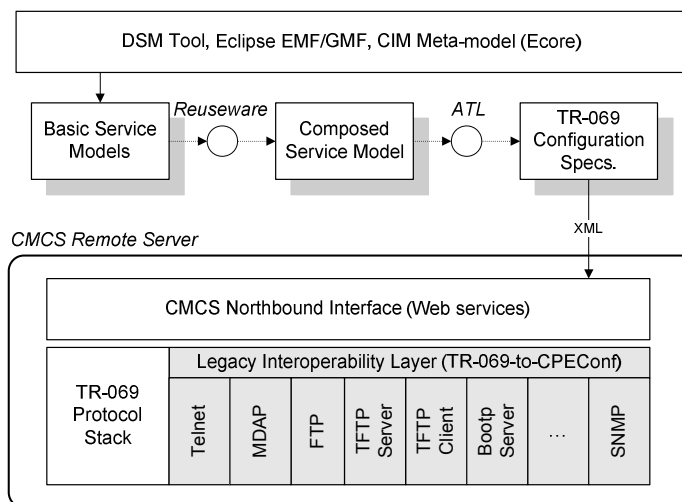 DSM Tool, Eclipse EMF/GMF, CIM Meta-model (Ecore)
Reuseware
ATL
Basic Service
Models
Composed
Service Model
TR-069
Configuration
Specs.
XML
CMCS Remote Server
CMCS Northbound Interface (Web services)
TR-069
Protocol
Stack
Legacy Interoperability Layer (TR-069-to-CPEConf)
Telnet
MDAP
FTP
TFTP
Server
TFTP
Client
Bootp
Server
...
SNMP